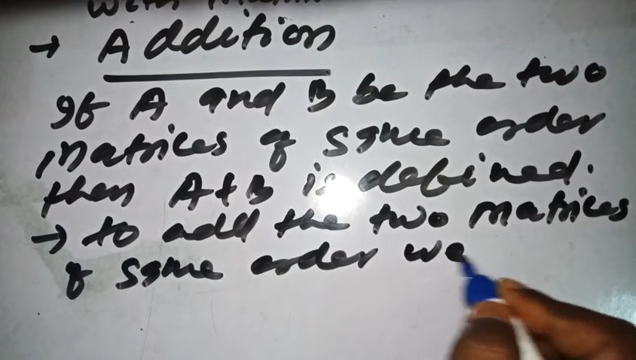 with
→ Addition
If A and B be the two
matrices of same order
then A+B is defined.
→ to add the two matrices
of same order we